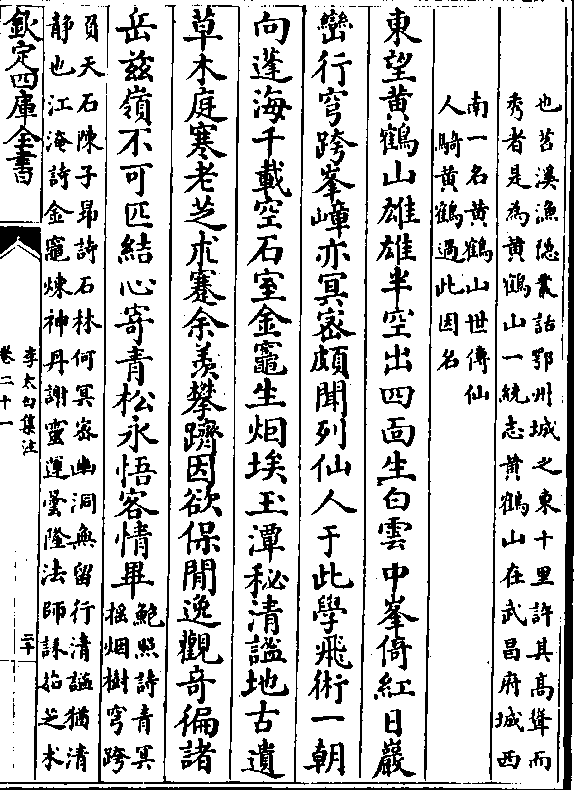 也苕溪漁隱叢話鄂州城之東十里許其高聳而
秀者是為黄鶴山一統志黄鶴山在武昌府城西
南一名黄鶴山世傳仙
人騎黄鶴過此因名
東望黄鶴山雄雄半空出四面生白雲中峯倚紅日巖
巒行穹跨峯嶂亦冥密頗聞列仙人于此學飛術一朝
向蓬海千載空石室金竈生烟埃玉潭秘清謐地古遺
草木庭寒老芝术蹇余羡攀躋因欲保閒逸觀奇徧諸
岳兹嶺不可匹結心寄青松永悟客情畢
鮑照詩青冥
摇烟樹穹跨
負天石陳子昻詩石林何冥密幽洞無留行清謐猶清
静也江淹詩金竈煉神丹謝靈運曇隆法師誄茹芝术
欽定四庫全書
李太白集注
卷二十一
二十